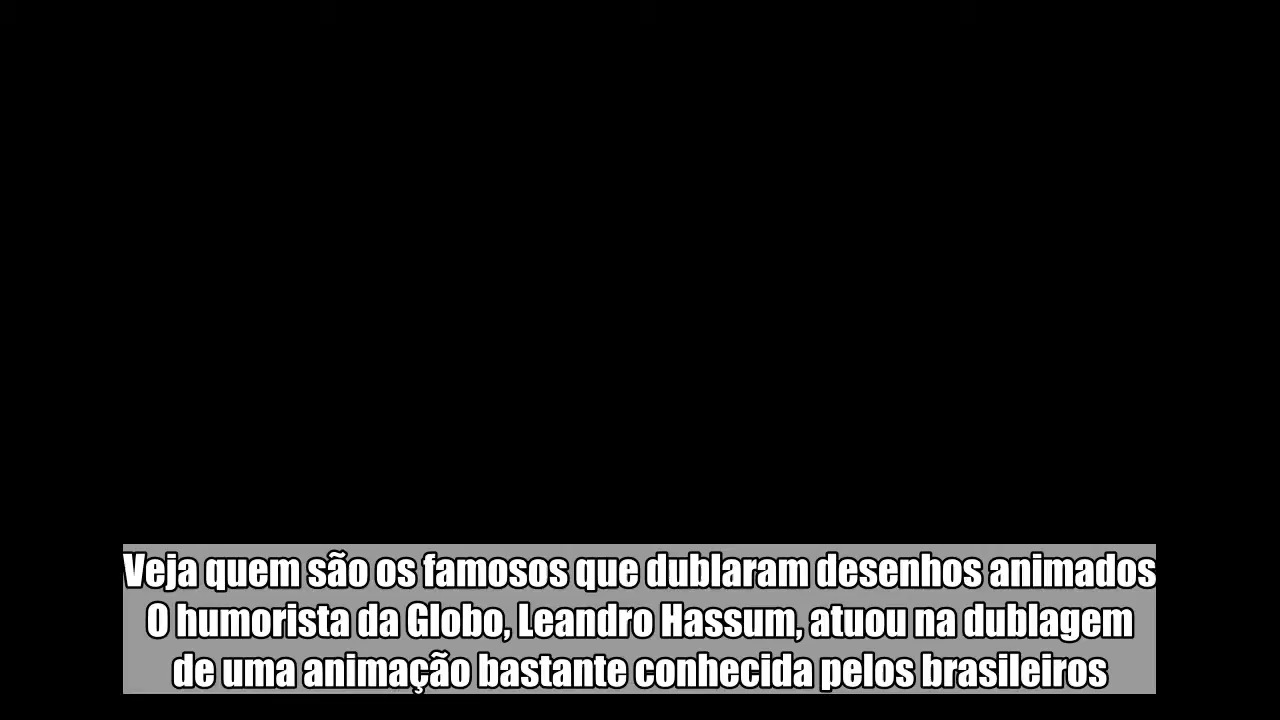 Veja quem são os famosos que dublaram desenhos animados
O humorista da Globo, Leandro Hassum, atuou na dublagem
de uma animação bastante conhecida pelos brasileiros